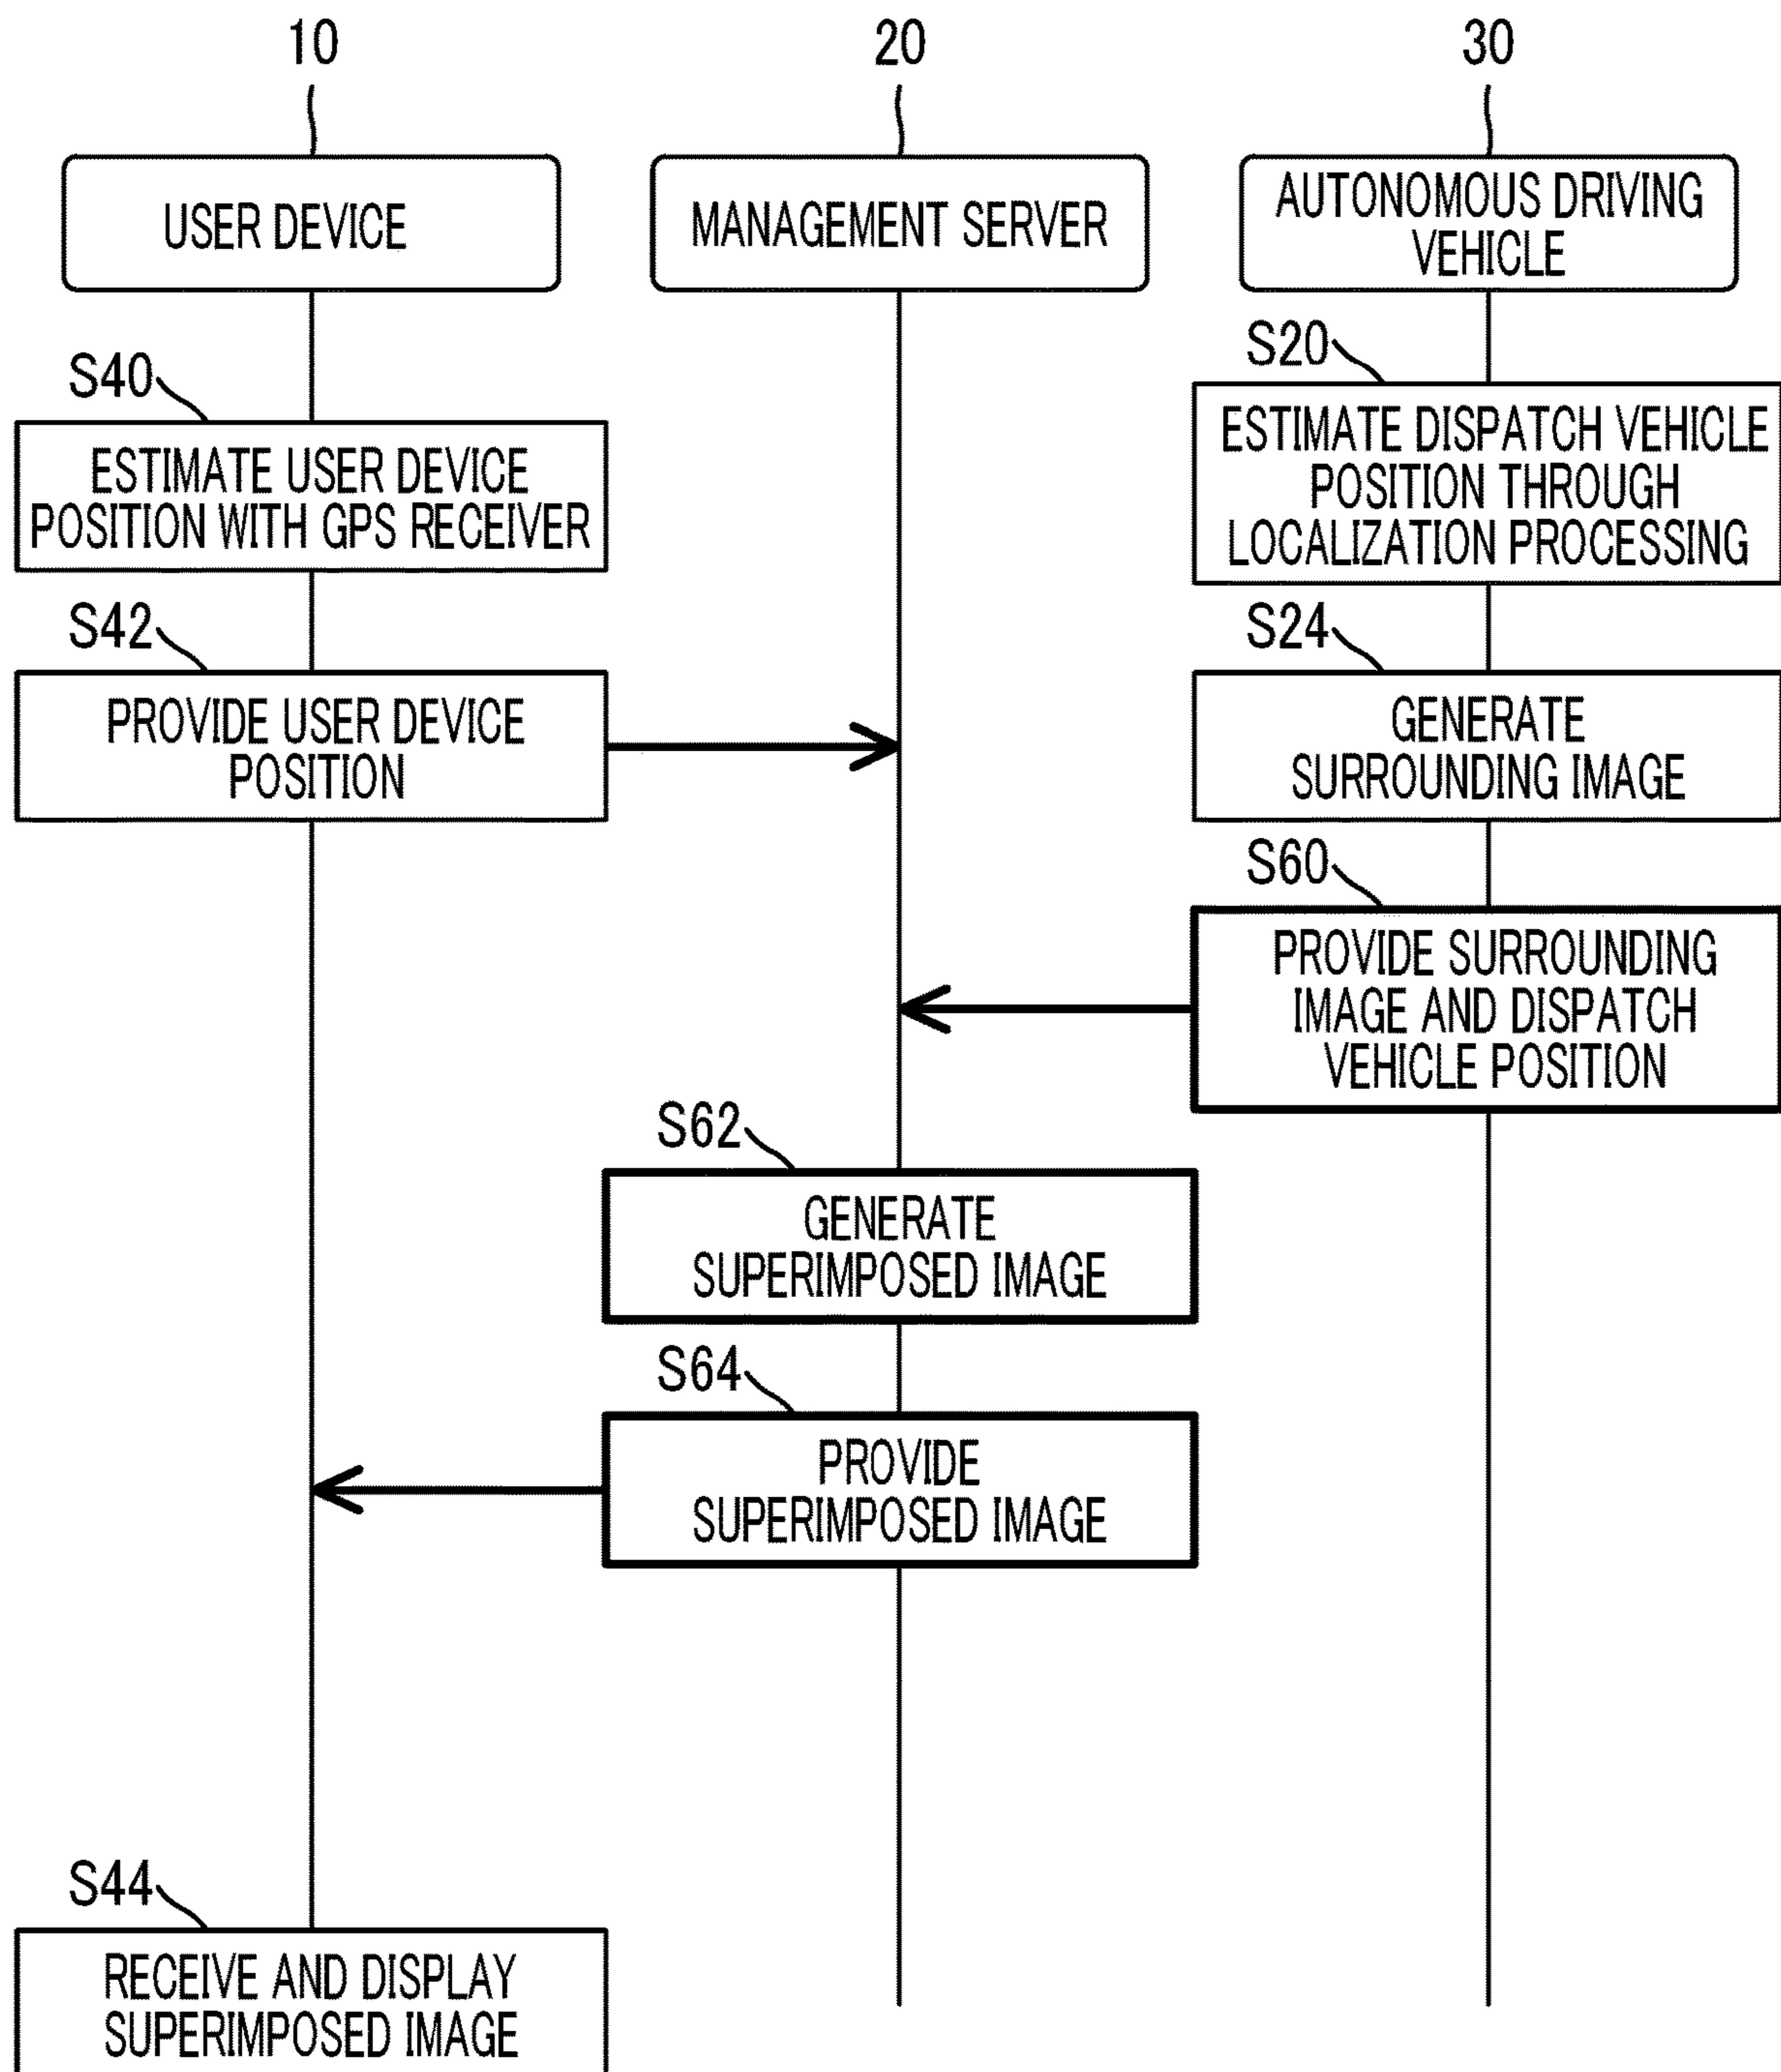 10
20
30
USER DEVICE
MANAGEMENT SERVER
AUTONOMOUS DRIVING
VEHICLE
S40
ESTIMATE USER DEVICE
POSITION WITH GPS RECEIVER
S20
ESTIMATE DISPATCH VEHICLE
POSITION THROUGH
LOCALIZATION PROCESSING
S42
PROVIDE USER DEVICE
POSITION
S24
GENERATE
SURROUNDING IMAGE
S60
PROVIDE SURROUNDING
IMAGE AND DISPATCH
VEHICLE POSITION
S62
GENERATE
SUPERIMPOSED IMAGE
S64
PROVIDE
SUPERIMPOSED IMAGE
S44
RECEIVE AND DISPLAY
SUPERIMPOSED IMAGE